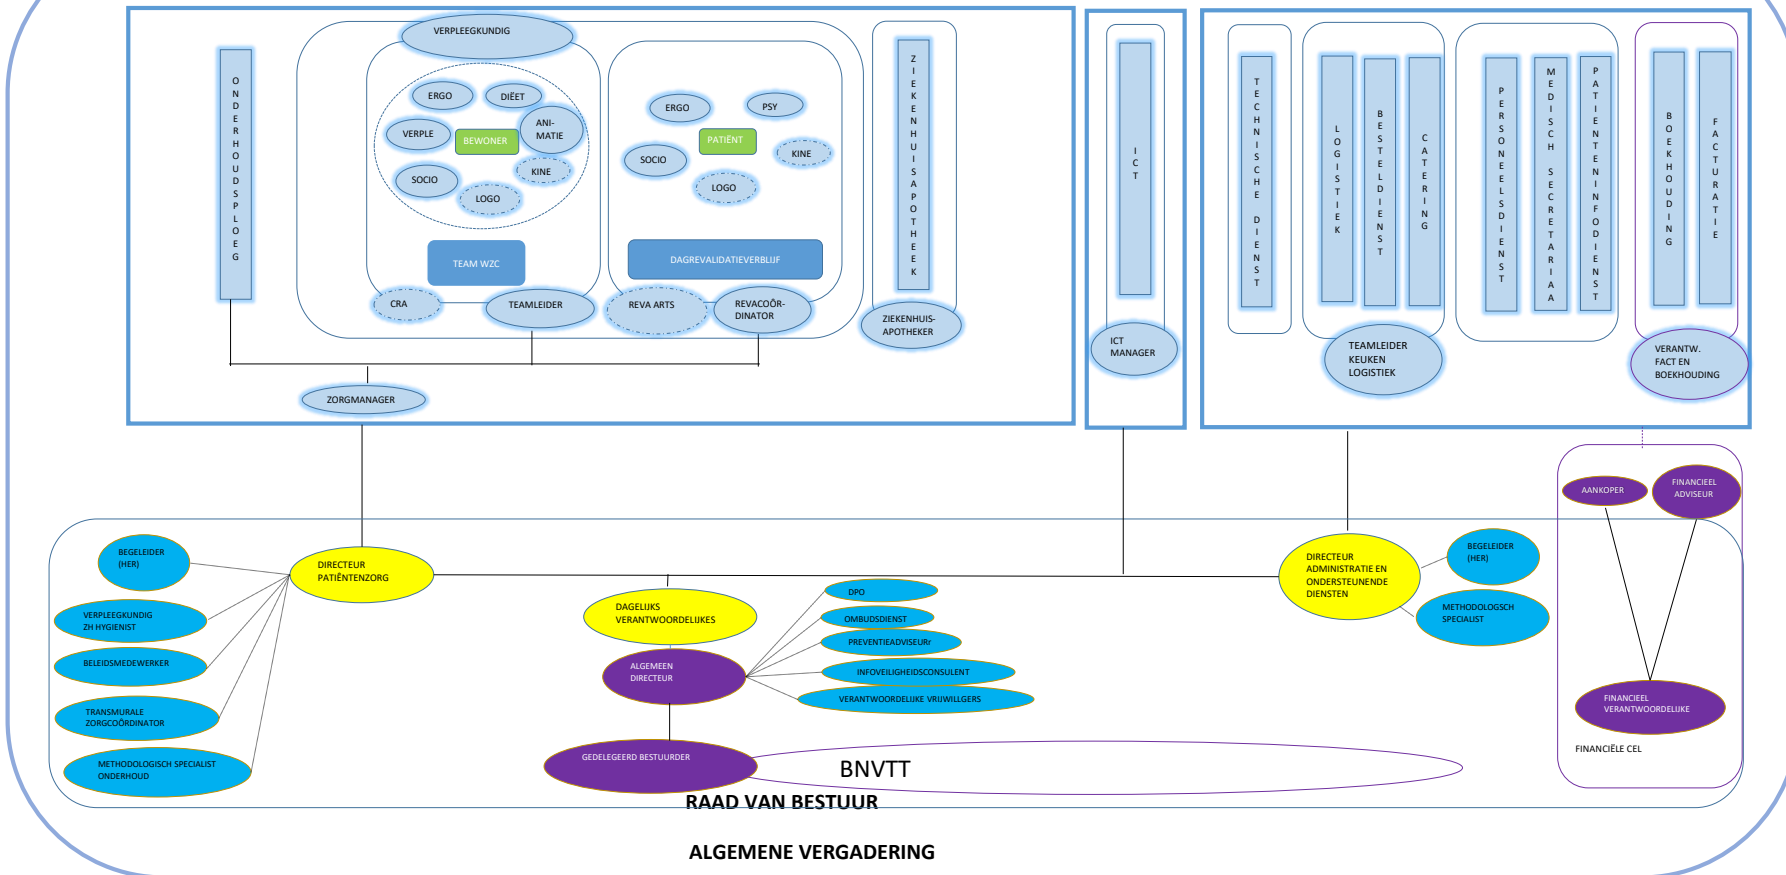 ONDERHOUDSPLOEG
VERPLEEGKUNDIG
ERGO
DIËET
VERPLE
BEWONER
ANI-
MATIE
SOCIO
KINE
LOGO
TEAM WZC
CRA
TEAMLEIDER
ERGO
PSY
PATIËNT
SOCIO
KINE
LOGO
DAGREVALIDATIEVERBLIJF
REVA ARTS
REVACOÖR-
DINATOR
ZIEKENHUISAPOTHEEK
ZIEKENHUIS-
APOTHEKER
ZORGMANAGER
ICT
ICT
MANAGER
TECHNISCHE DIENST
LOGISTIEK
BESTELDIENST
CATERING
TEAMLEIDER
KEUKEN
LOGISTIEK
PERSONEELSDIENST
MEDISCH SECRETARIAA
PATIENTENINFODIENST
BOEKHOUDING
FACTURATIE
VERANTW.
FACT EN
BOEKHOUDING
AANKOPER
FINANCIEEL
ADVISEUR
BEGELEIDER
(HER)
VERPLEEGKUNDIG
ZH HYGIENIST
BELEIDSMEDEWERKER
TRANSMURALE
ZORGCOÖRDINATOR
METHODOLOGISCH SPECIALIST
ONDERHOUD
DIRECTEUR
PATIËNTENZORG
DAGELIJKS
VERANTWOORDELIJKES
ALGEMEEN
DIRECTEUR
DPO
OMBUDSDIENST
PREVENTIEADVISEURr
INFOVEILIGHEIDSCONSULENT
VERANTWOORDELIJKE VRIJWILLGERS
DIRECTEUR
ADMINISTRATIE EN
ONDERSTEUNENDE
DIENSTEN
BEGELEIDER
(HER)
METHODOLOGSCH
SPECIALIST
FINANCIEEL
VERANTWOORDELIJKE
FINANCIËLE CEL
GEDELEGEERD BESTUURDER
BNVTT
RAAD VAN BESTUUR
ALGEMENE VERGADERING